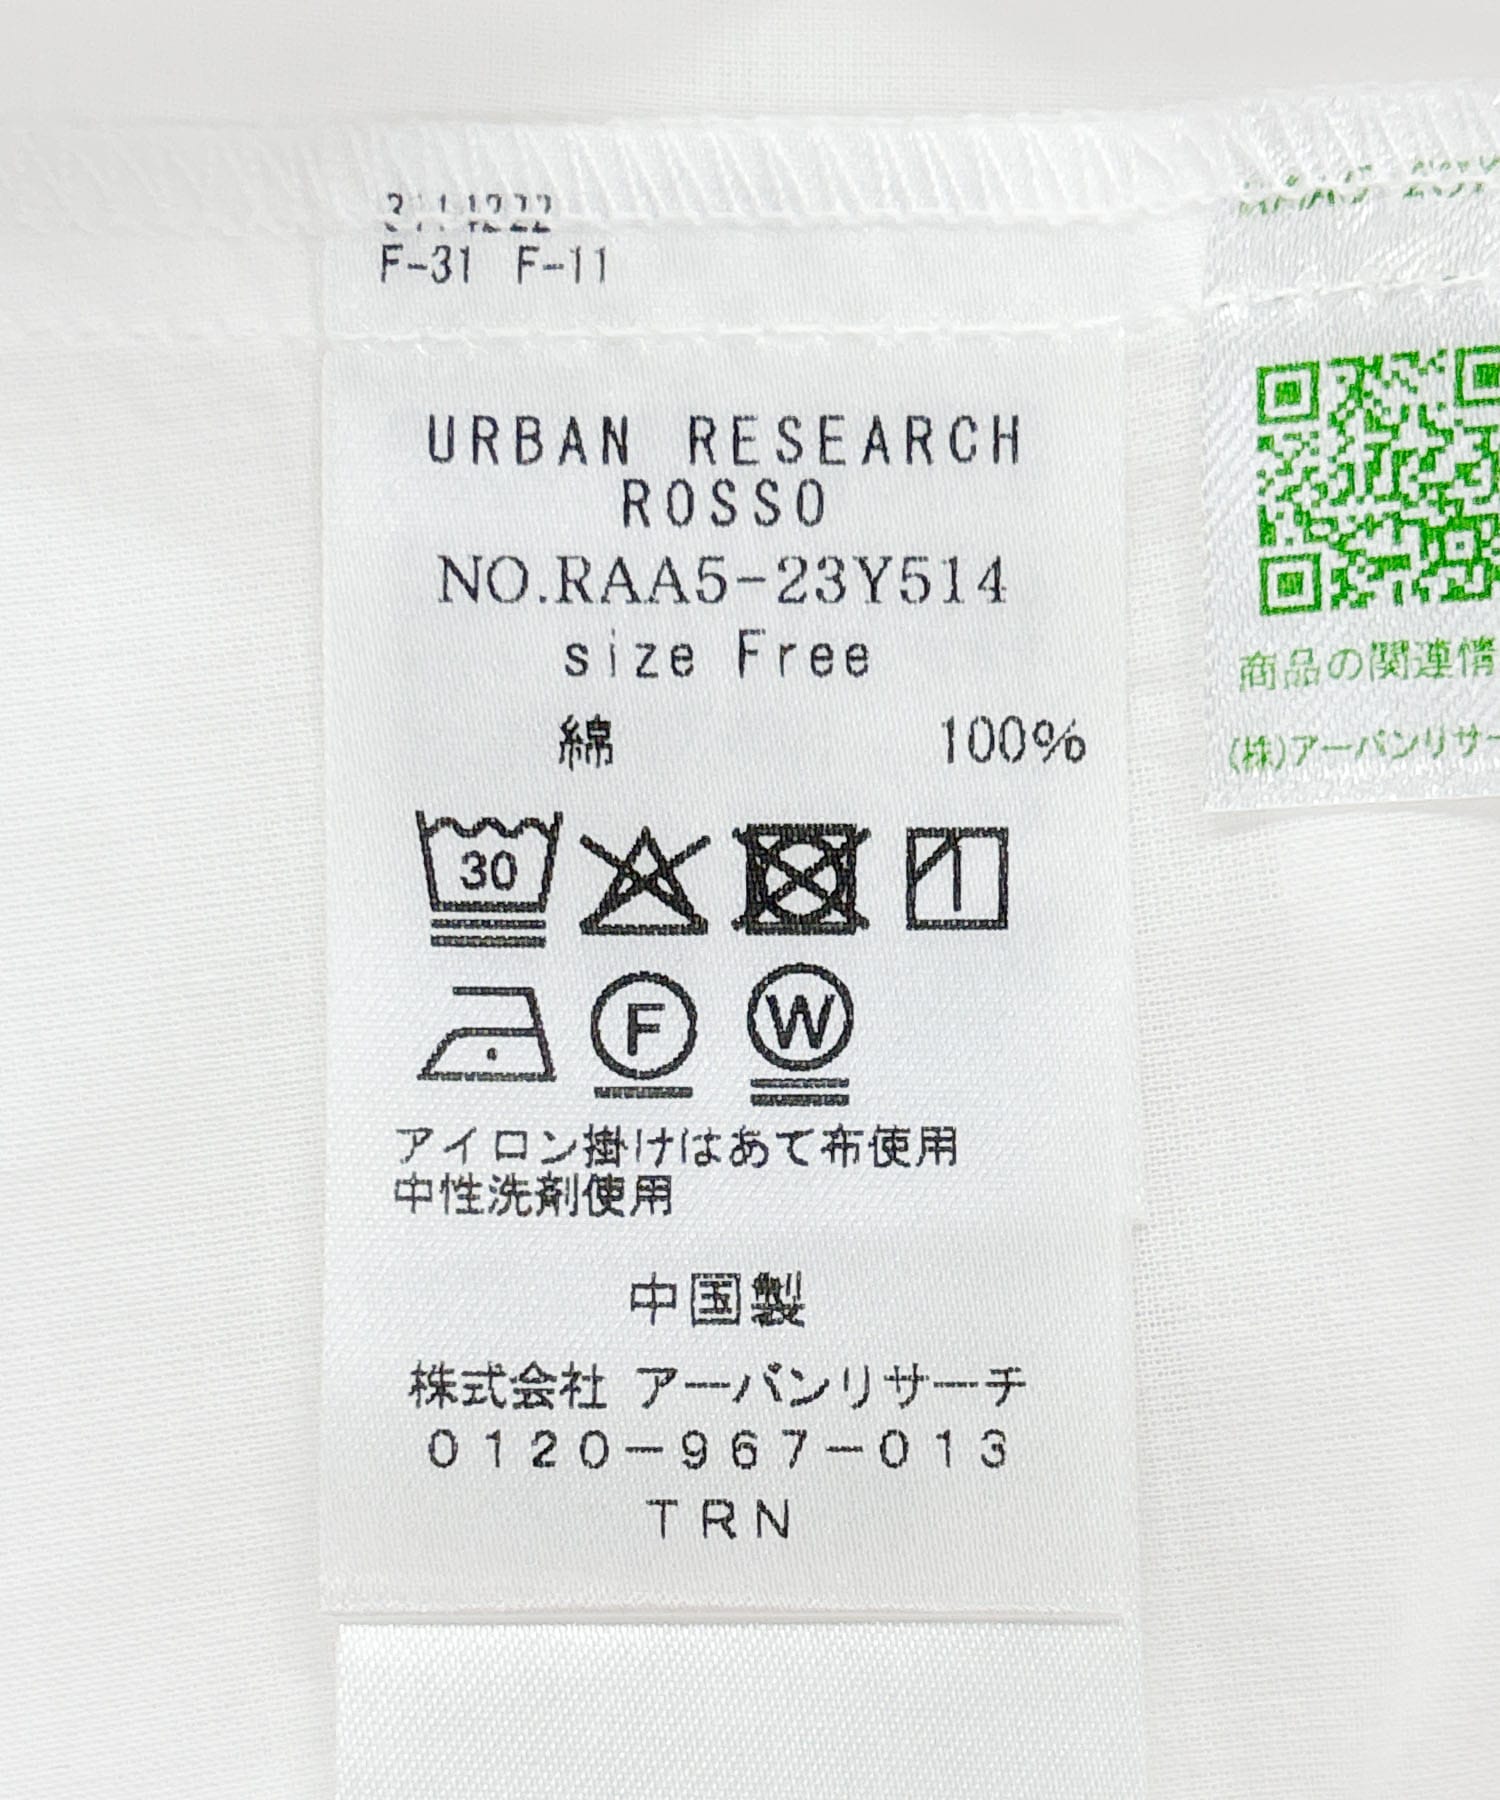 F-31 F-11
URBAN RESEARCH
ROSSO
NO.RAA5-23Y514
size Free
綿 100%
30
F
W
アイロン掛けはあて布使用
中性洗剤使用
中国製
株式会社 アーバンリサーチ
0120-967-013
TRN
商品の関連情
(株)アーバンリサー